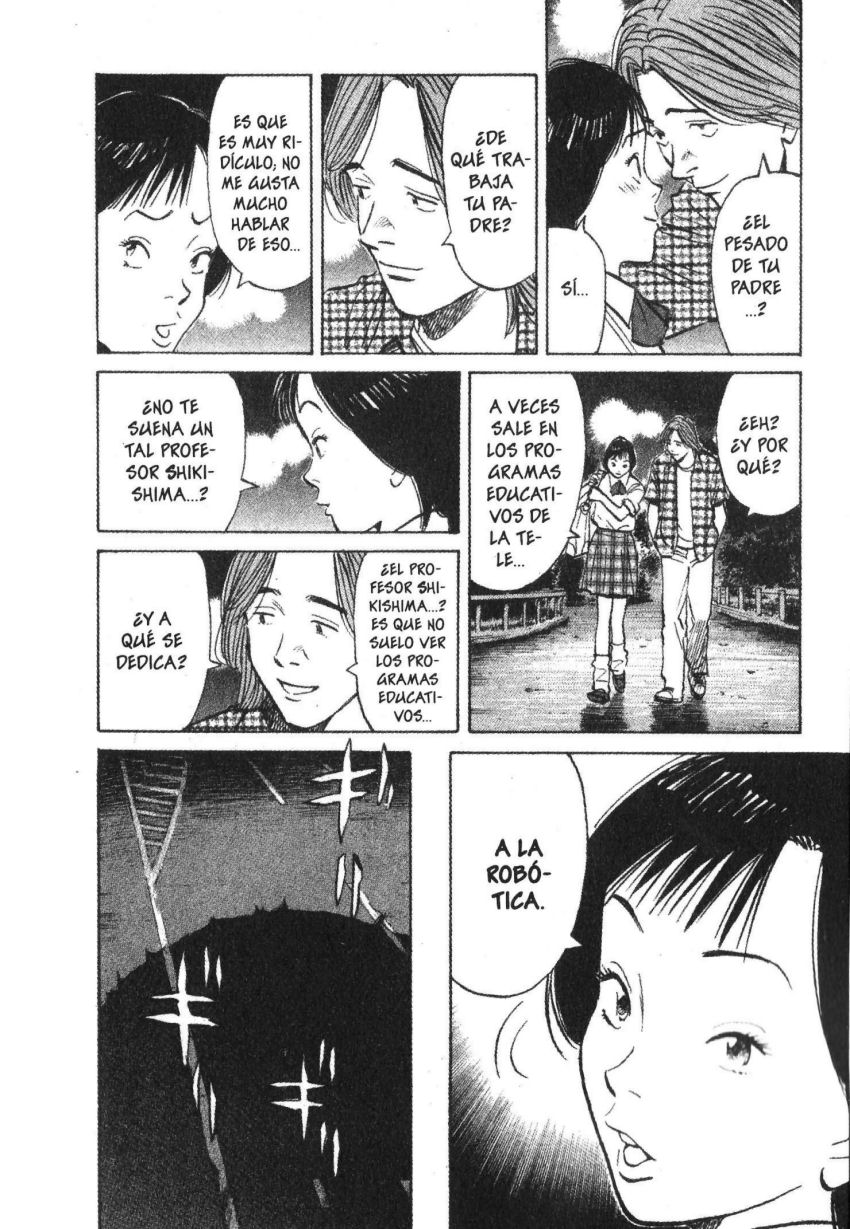 ¿EL
PESADO
DE TU
PADRE
...?
SÍ...
¿DE
QUÉ TRA-
BAJA
TU PA-
DRE?
ES QUE
ES MUY RI-
DÍCULO; NO
ME GUSTA
MUCHO
HABLAR
DE ESO...
¿EH?
¿Y POR
QUÉ?
A VECES
SALE EN
LOS PRO-
GRAMAS
EDUCATI-
VOS DE
LA TE-
LE...
¿NO TE
SUENA UN
TAL PROFE-
SOR SHIKI-
SHIMA...?
¿EL PRO-
FESOR SHI-
KISHIMA...?
ES QUE NO
SUELO VER
LOS PRO-
GRAMAS
EDUCATI-
VOS...
¿Y A
QUÉ SE
DEDICA?
A LA
ROBÓ-
TICA.
キ
キ
キ